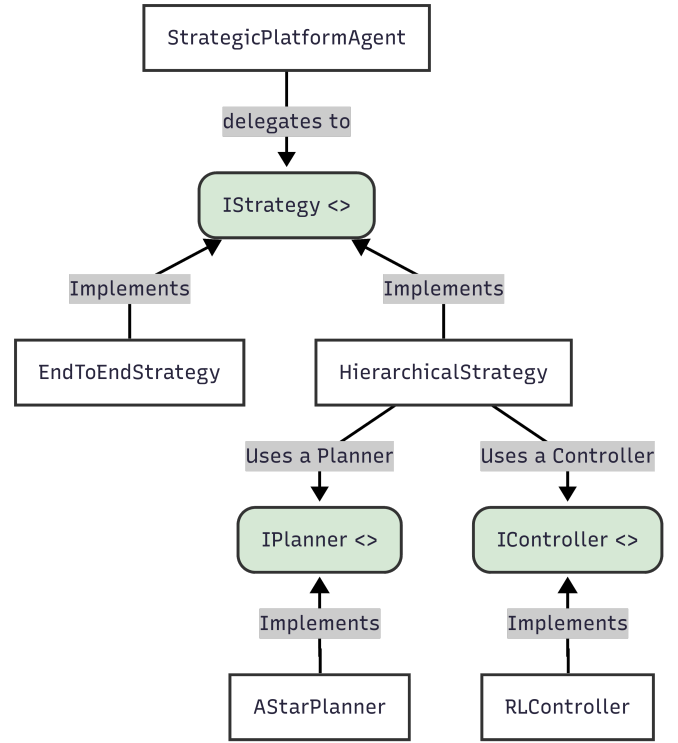 StrategicPlatformAgent
delegates to
IStrategy <>
Implements
Implements
EndToEndStrategy
HierarchicalStrategy
Uses a Planner
Uses a Controller
IPlanner <>
IController <>
Implements
Implements
AStarPlanner
RLController